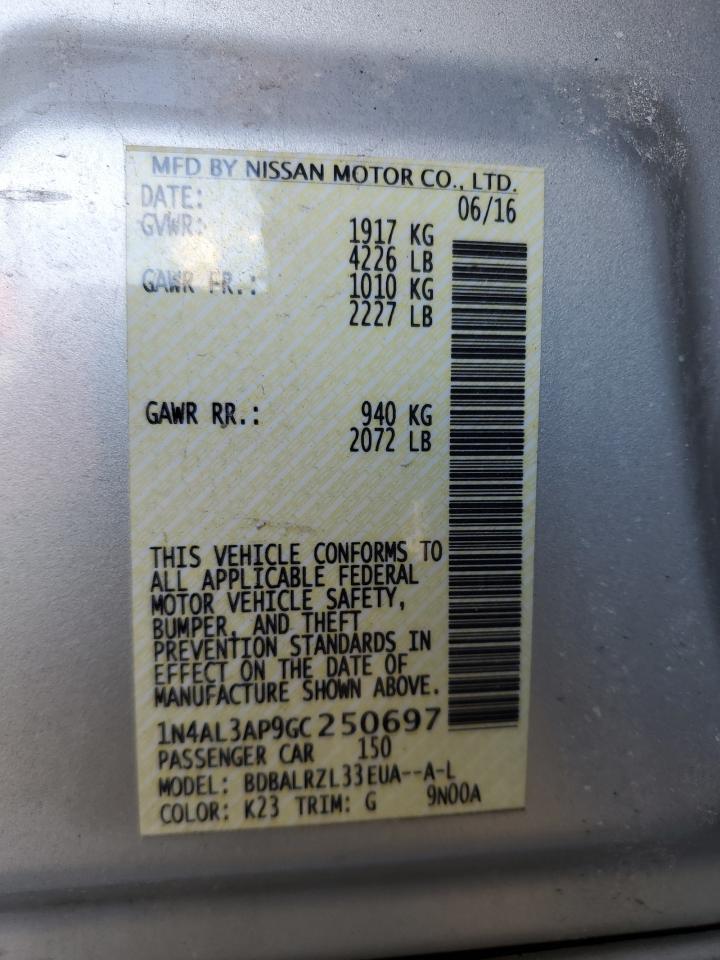 MFD BY NISSAN MOTOR CO., LTD.
DATE: 06/16
GVWR: 1917 KG
4226 LB
GAWR FR.: 1010 KG
2227 LB
GAWR RR.: 940 KG
2072 LB
THIS VEHICLE CONFORMS TO
ALL APPLICABLE FEDERAL
MOTOR VEHICLE SAFETY,
BUMPER, AND THEFT
PREVENTION STANDARDS IN
EFFECT ON THE DATE OF
MANUFACTURE SHOWN ABOVE.
1N4AL3AP9GC250697
PASSENGER CAR 150
MODEL: BDBALRZL33EUA--A-L
COLOR: K23 TRIM: G 9N00A